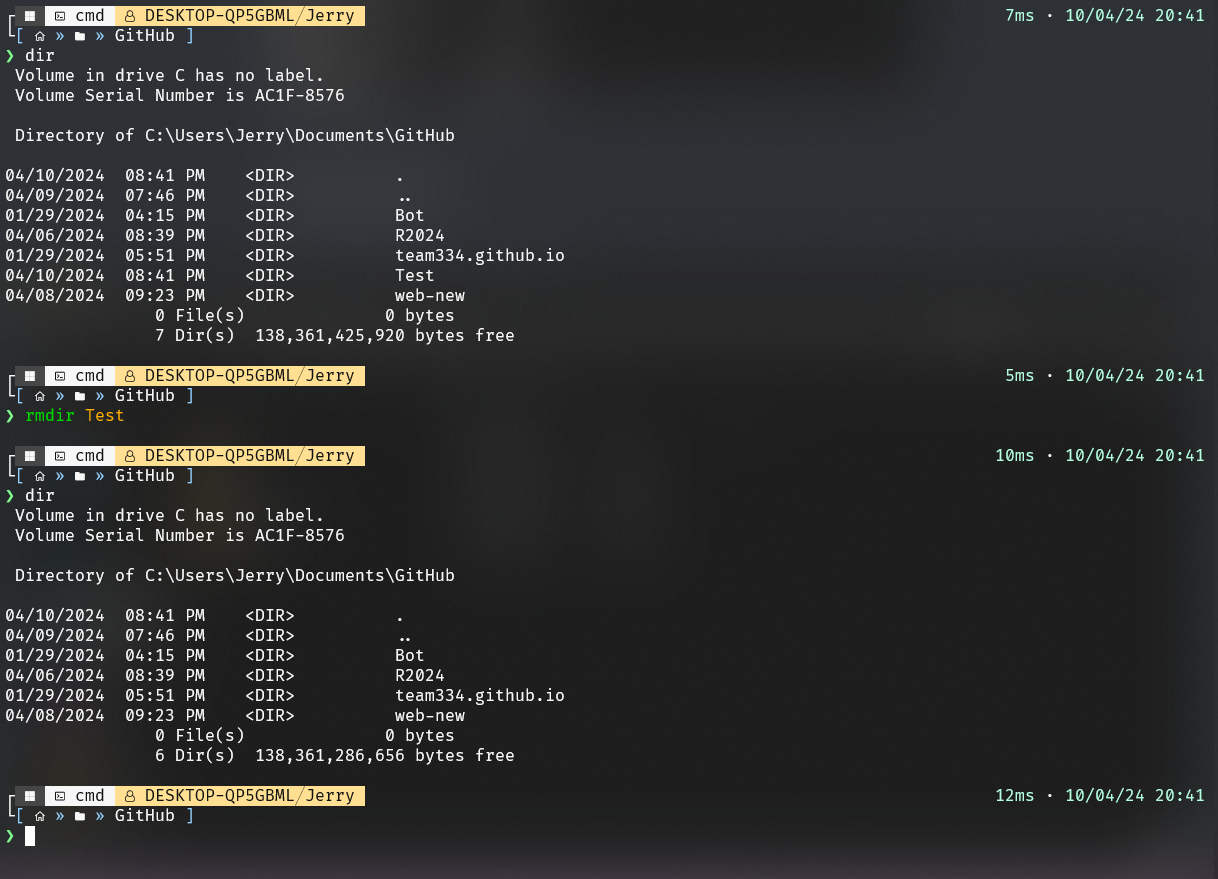 cmd DESKTOP-QP5GBML/Jerry 7ms · 10/04/24 20:41
[ » » GitHub ]
❯ dir
Volume in drive C has no label.
Volume Serial Number is AC1F-8576
Directory of C:\Users\Jerry\Documents\GitHub
04/10/2024 08:41 PM <DIR> .
04/09/2024 07:46 PM <DIR> ..
01/29/2024 04:15 PM <DIR> Bot
04/06/2024 08:39 PM <DIR> R2024
01/29/2024 05:51 PM <DIR> team334.github.io
04/10/2024 08:41 PM <DIR> Test
04/08/2024 09:23 PM <DIR> web-new
0 File(s) 0 bytes
7 Dir(s) 138,361,425,920 bytes free
cmd DESKTOP-QP5GBML/Jerry 5ms · 10/04/24 20:41
[ » » GitHub ]
❯ rmdir Test
cmd DESKTOP-QP5GBML/Jerry 10ms · 10/04/24 20:41
[ » » GitHub ]
❯ dir
Volume in drive C has no label.
Volume Serial Number is AC1F-8576
Directory of C:\Users\Jerry\Documents\GitHub
04/10/2024 08:41 PM <DIR> .
04/09/2024 07:46 PM <DIR> ..
01/29/2024 04:15 PM <DIR> Bot
04/06/2024 08:39 PM <DIR> R2024
01/29/2024 05:51 PM <DIR> team334.github.io
04/08/2024 09:23 PM <DIR> web-new
0 File(s) 0 bytes
6 Dir(s) 138,361,286,656 bytes free
cmd DESKTOP-QP5GBML/Jerry 12ms · 10/04/24 20:41
[ » » GitHub ]
❯